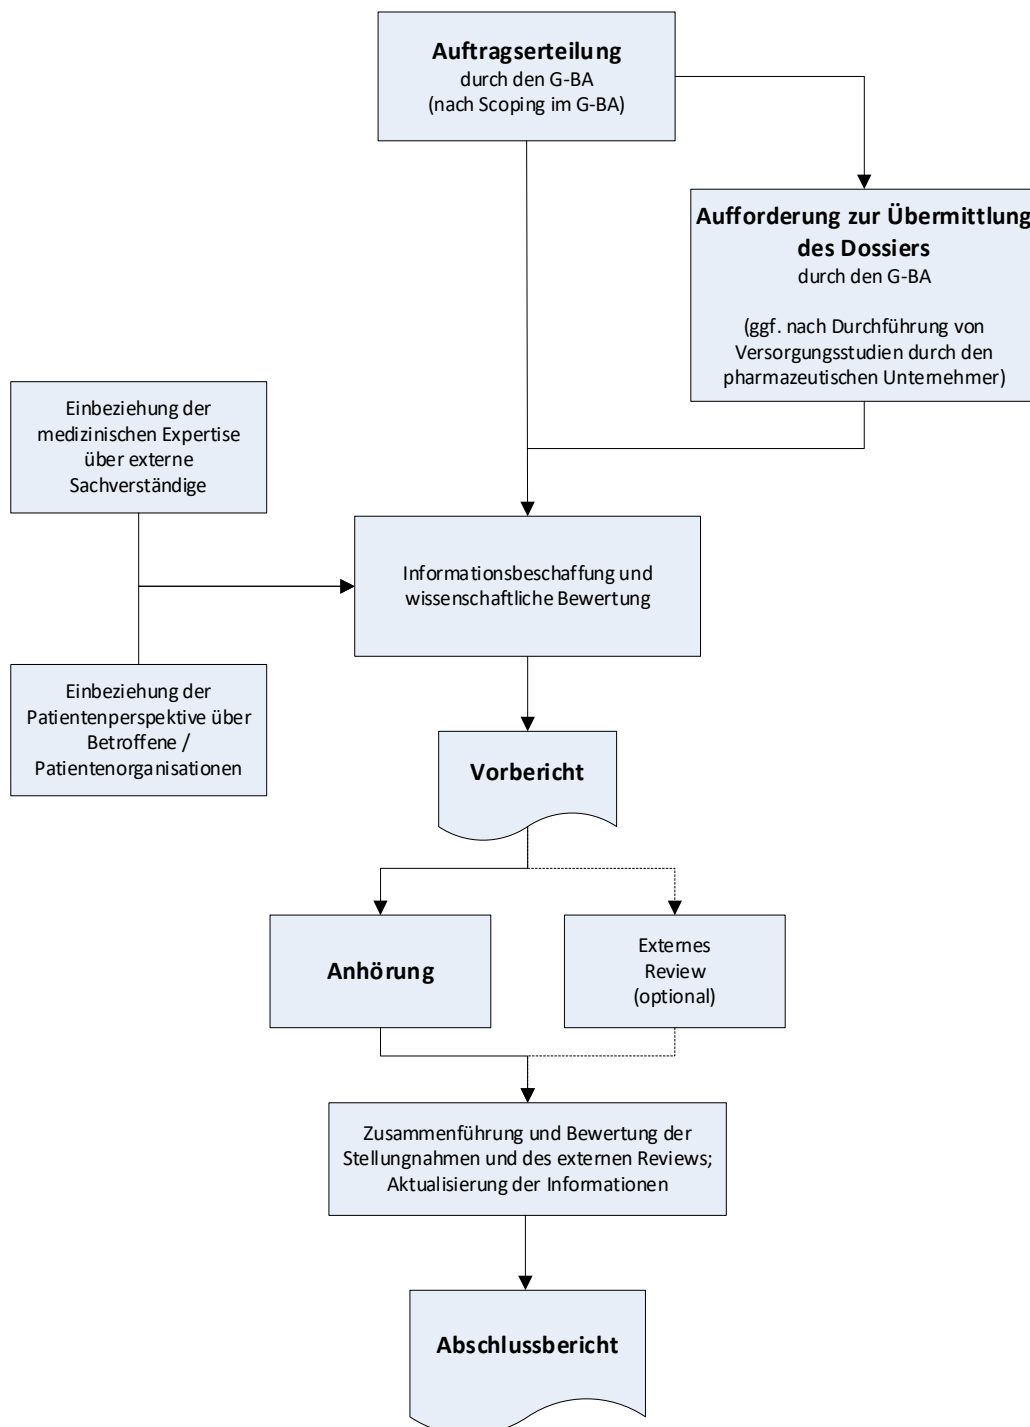 Auftragserteilung
durch den G-BA
(nach Scoping im G-BA)
Aufforderung zur Übermittlung
des Dossiers
durch den G-BA
(ggf. nach Durchführung von
Versorgungsstudien durch den
pharmazeutischen Unternehmer)
Einbeziehung der
medizinischen Expertise
über externe
Sachverständige
Informationsbeschaffung und
wissenschaftliche Bewertung
Einbeziehung der
Patientenperspektive über
Betroffene /
Patientenorganisationen
Vorbericht
Anhörung
Externes
Review
(optional)
Zusammenführung und Bewertung der
Stellungnahmen und des externen Reviews;
Aktualisierung der Informationen
Abschlussbericht